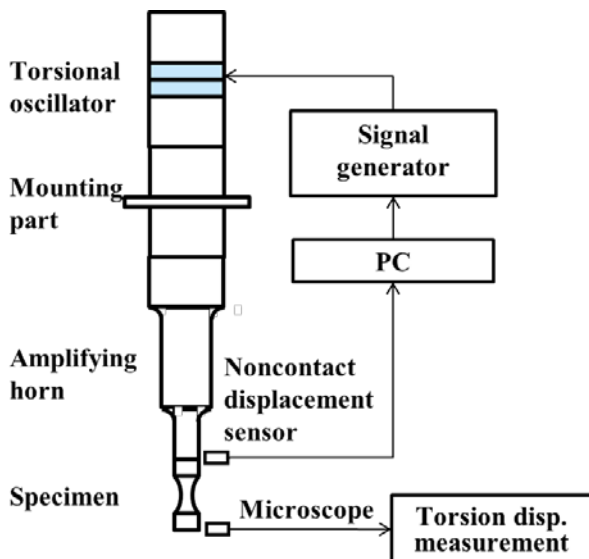 Torsional
oscillator
Signal
generator
Mounting
part
PC
Amplifying
horn
Noncontact
displacement
sensor
Specimen
Microscope
Torsion disp.
measurement